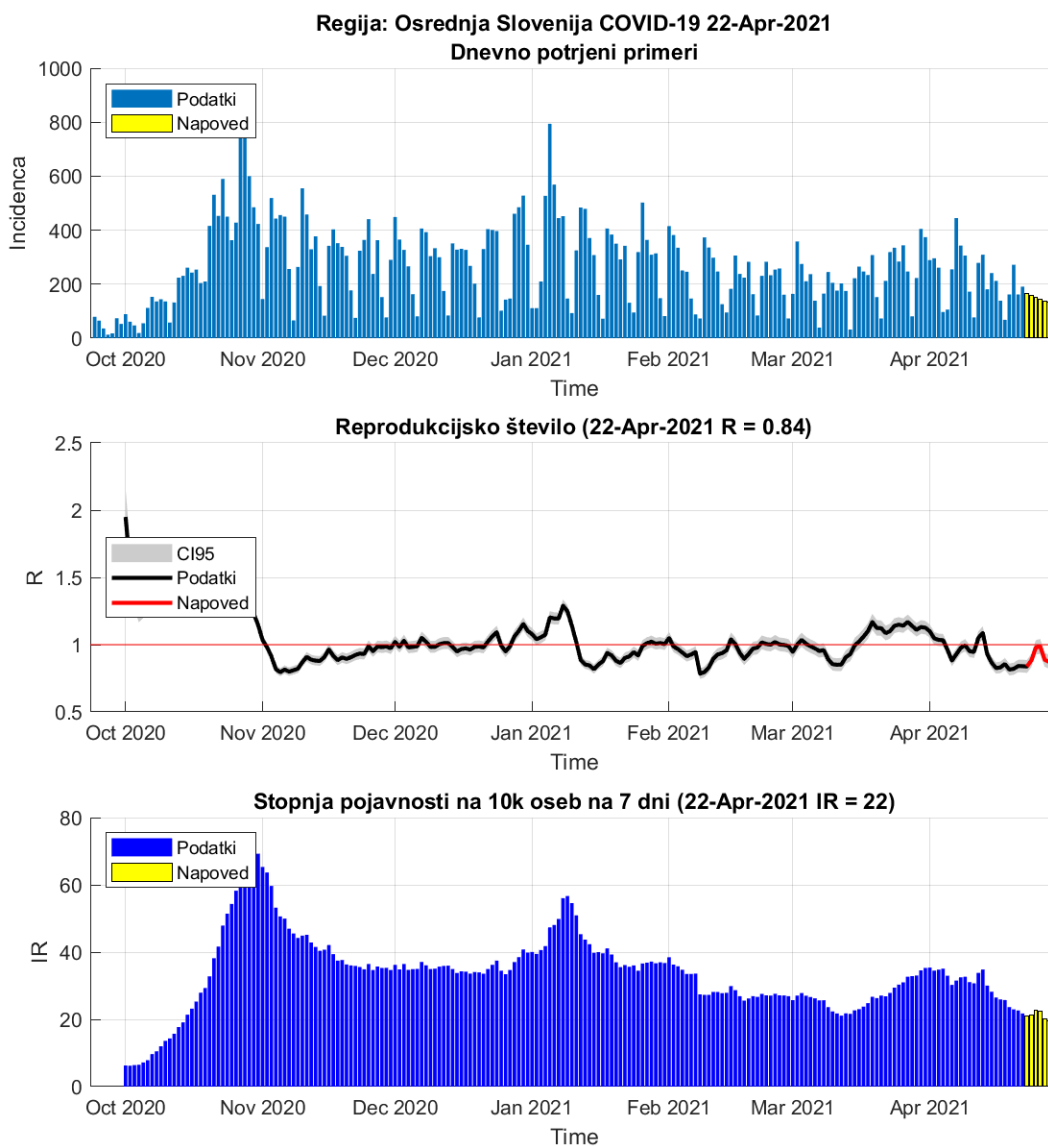 Regija: Osrednja Slovenija COVID-19 22-Apr-2021
Dnevno potrjeni primeri
1000
800
600
400
200
0
Incidenca
Podatki
Napoved
Oct 2020 Nov 2020 Dec 2020 Jan 2021 Feb 2021 Mar 2021 Apr 2021
Time
Reprodukcijsko število (22-Apr-2021 R = 0.84)
2.5
2
1.5
1
0.5
R
CI95
Podatki
Napoved
Oct 2020 Nov 2020 Dec 2020 Jan 2021 Feb 2021 Mar 2021 Apr 2021
Time
Stopnja pojavnosti na 10k oseb na 7 dni (22-Apr-2021 IR = 22)
80
60
40
20
0
IR
Podatki
Napoved
Oct 2020 Nov 2020 Dec 2020 Jan 2021 Feb 2021 Mar 2021 Apr 2021
Time